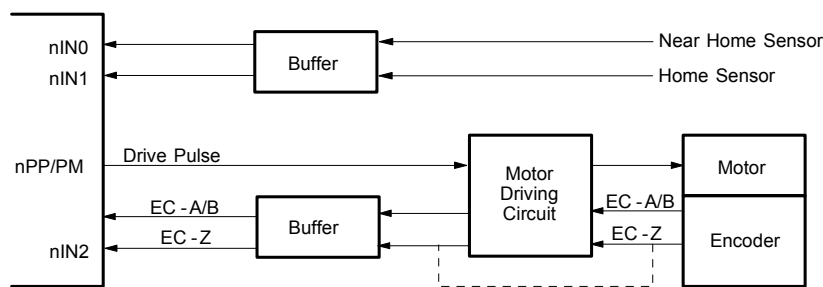 nIN0
Buffer
Near Home Sensor
nIN1
Home Sensor
nPP/PM
Drive Pulse
Motor
Driving
Circuit
Motor
EC - A/B
Buffer
EC - A/B
nIN2
EC - Z
EC - Z
Encoder